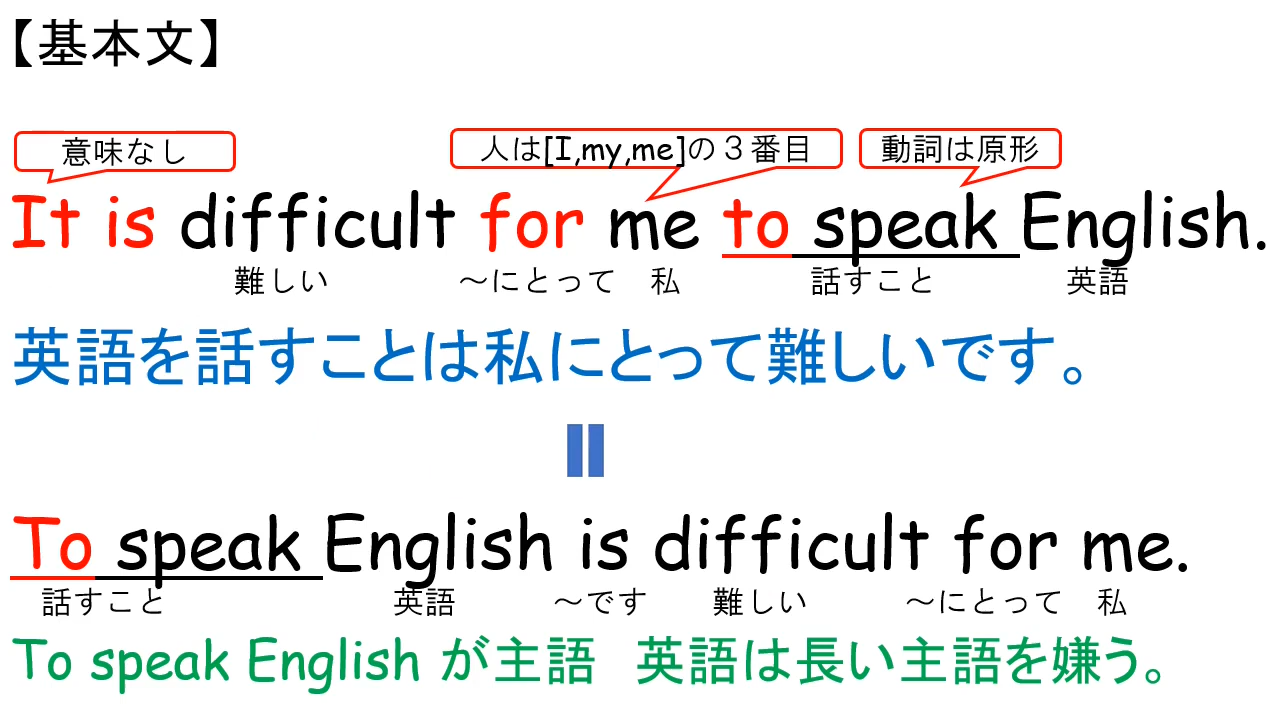 【基本文】
意味なし 人は[I,my,me]の３番目 動詞は原形
It is difficult for me to speak English.
難しい ～にとって 私 話すこと 英語
英語を話すことは私にとって難しいです。
To speak English is difficult for me.
話すこと 英語 ～です 難しい ～にとって 私
To speak English が主語 英語は長い主語を嫌う。